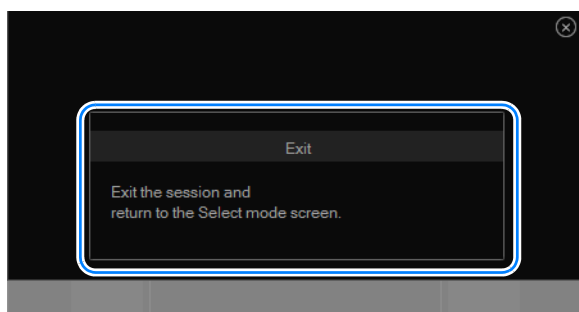 Exit
Exit the session and
return to the Select mode screen.